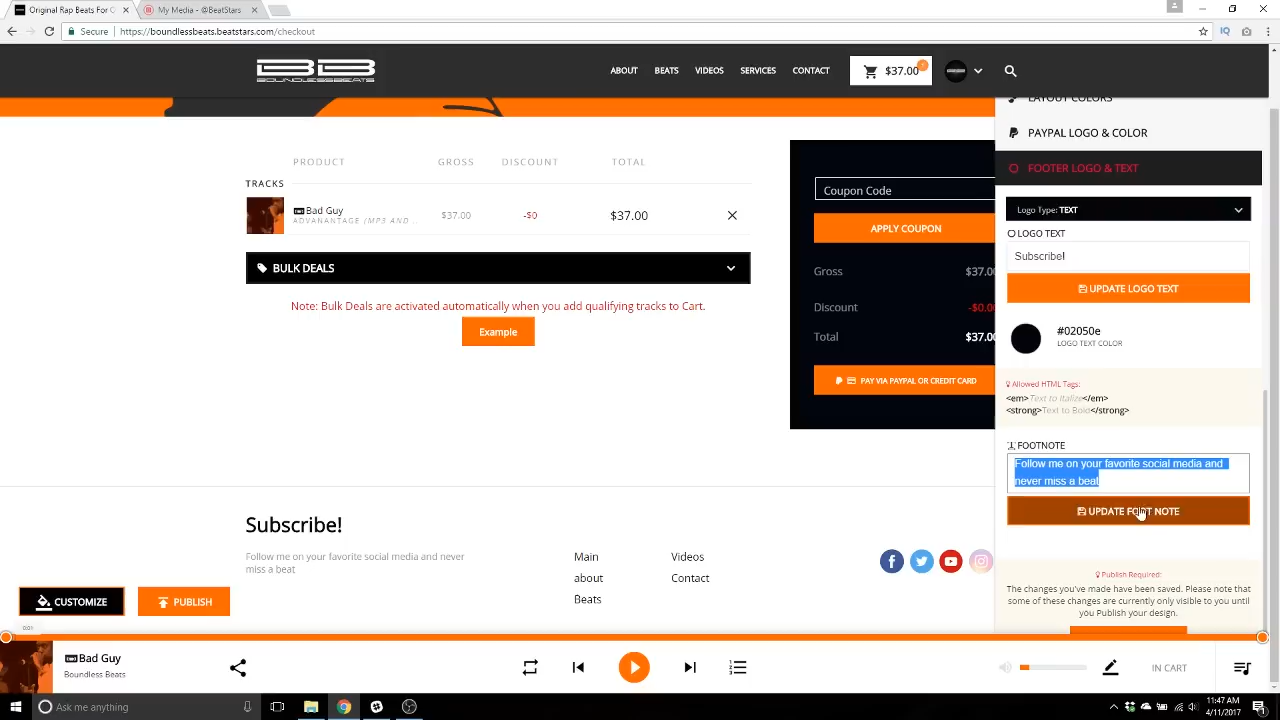 Original Rap Beats For C
My Media - @BeatStars
Secure
https://boundlessbeats.beatstars.com/checkout
BB
BOUNDLESSBEATS
ABOUT
BEATS
VIDEOS
SERVICES
CONTACT
$37.00
LAYOUT COLORS
PAYPAL LOGO & COLOR
FOOTER LOGO & TEXT
Logo Type: TEXT
LOGO TEXT
Subscribe!
UPDATE LOGO TEXT
#02050e
LOGO TEXT COLOR
Allowed HTML Tags:
<em>Text to Italize</em>
<strong>Text to Bold</strong>
FOOTNOTE
Follow me on your favorite social media and
never miss a beat
UPDATE FOOT NOTE
Publish Required:
The changes you've made have been saved. Please note that
some of these changes are currently only visible to you until
you Publish your design.
PRODUCT
GROSS
DISCOUNT
TOTAL
TRACKS
Bad Guy
ADVANANTAGE (MP3 AND ...
$37.00
-$0
$37.00
BULK DEALS
Note: Bulk Deals are activated automatically when you add qualifying tracks to Cart.
Example
Coupon Code
APPLY COUPON
Gross
$37.00
Discount
-$0.00
Total
$37.00
PAY VIA PAYPAL OR CREDIT CARD
Subscribe!
Follow me on your favorite social media and never
miss a beat
Main
about
Beats
Videos
Contact
CUSTOMIZE
PUBLISH
0:01
Bad Guy
Boundless Beats
IN CART
Ask me anything
11:47 AM
4/11/2017